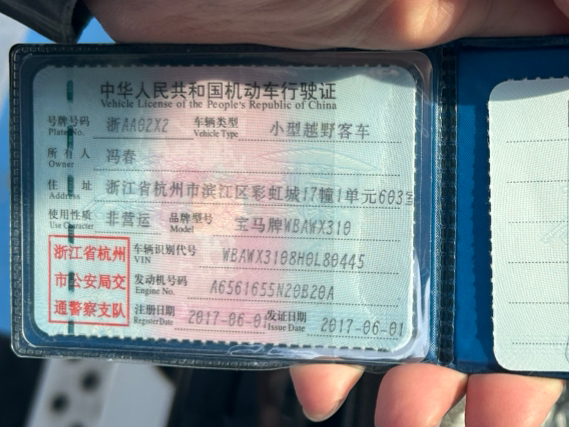 中华人民共和国机动车行驶证
Vehicle License of the People's Republic of China
号牌号码 浙AA02X2 车辆类型 小型越野客车
Plate No. Vehicle Type
所有人 冯春
Owner
住址 浙江省杭州市滨江区彩虹城17幢1单元603室
Address
使用性质 非营运 品牌型号 宝马牌WBAWX310
Use Character Model
浙江省杭州
市公安局交
通警察支队
车辆识别代号 WBAWX3108H0L80445
VIN
发动机号码 A6561655N20B20A
Engine No.
注册日期 2017-06-01 发证日期 2017-06-01
RegisterDate Issue Date